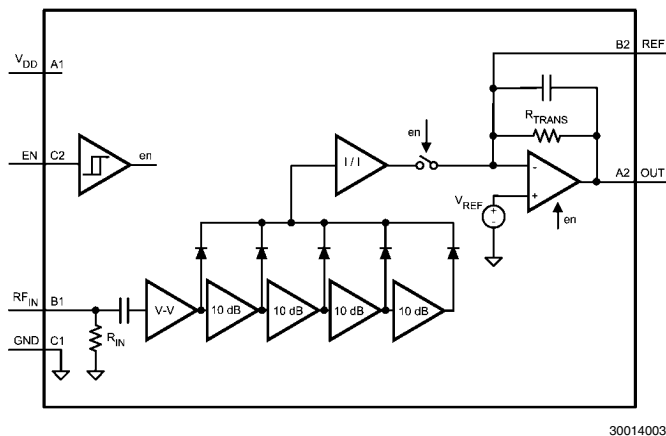 B2 REF
V_DD A1
R_TRANS
en
EN C2 en
I / I
-
A2 OUT
V_REF + +
-
en
RF_IN B1
V-V 10 dB 10 dB 10 dB 10 dB
R_IN
GND C1
30014003